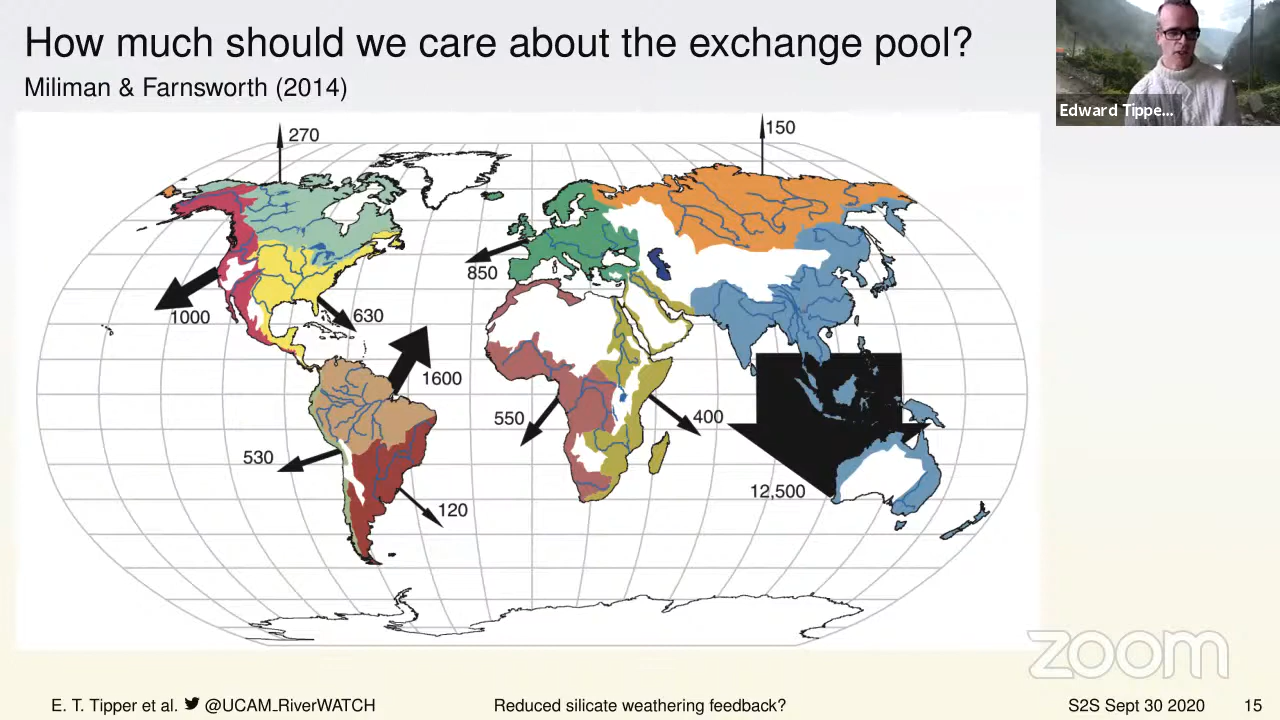 How much should we care about the exchange pool?
Miliman & Farnsworth (2014)
Edward Tippe...
270
150
850
1000
630
1600
550
400
530
12,500
120
zoom
E. T. Tipper et al. @UCAM_RiverWATCH
Reduced silicate weathering feedback?
S2S Sept 30 2020
15